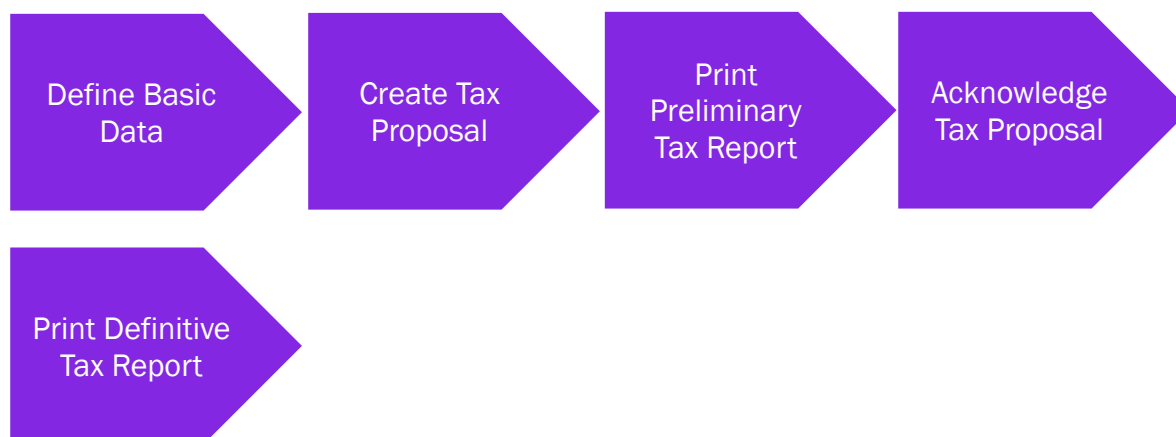 Define Basic
Data
Create Tax
Proposal
Print
Preliminary
Tax Report
Acknowledge
Tax Proposal
Print Definitive
Tax Report